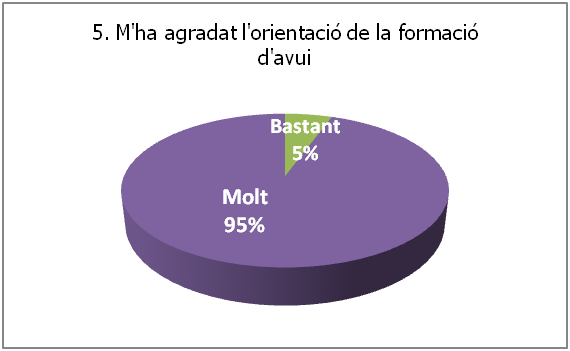 5. M'ha agradat l'orientació de la formació
d'avui
Bastant
5%
Molt
95%